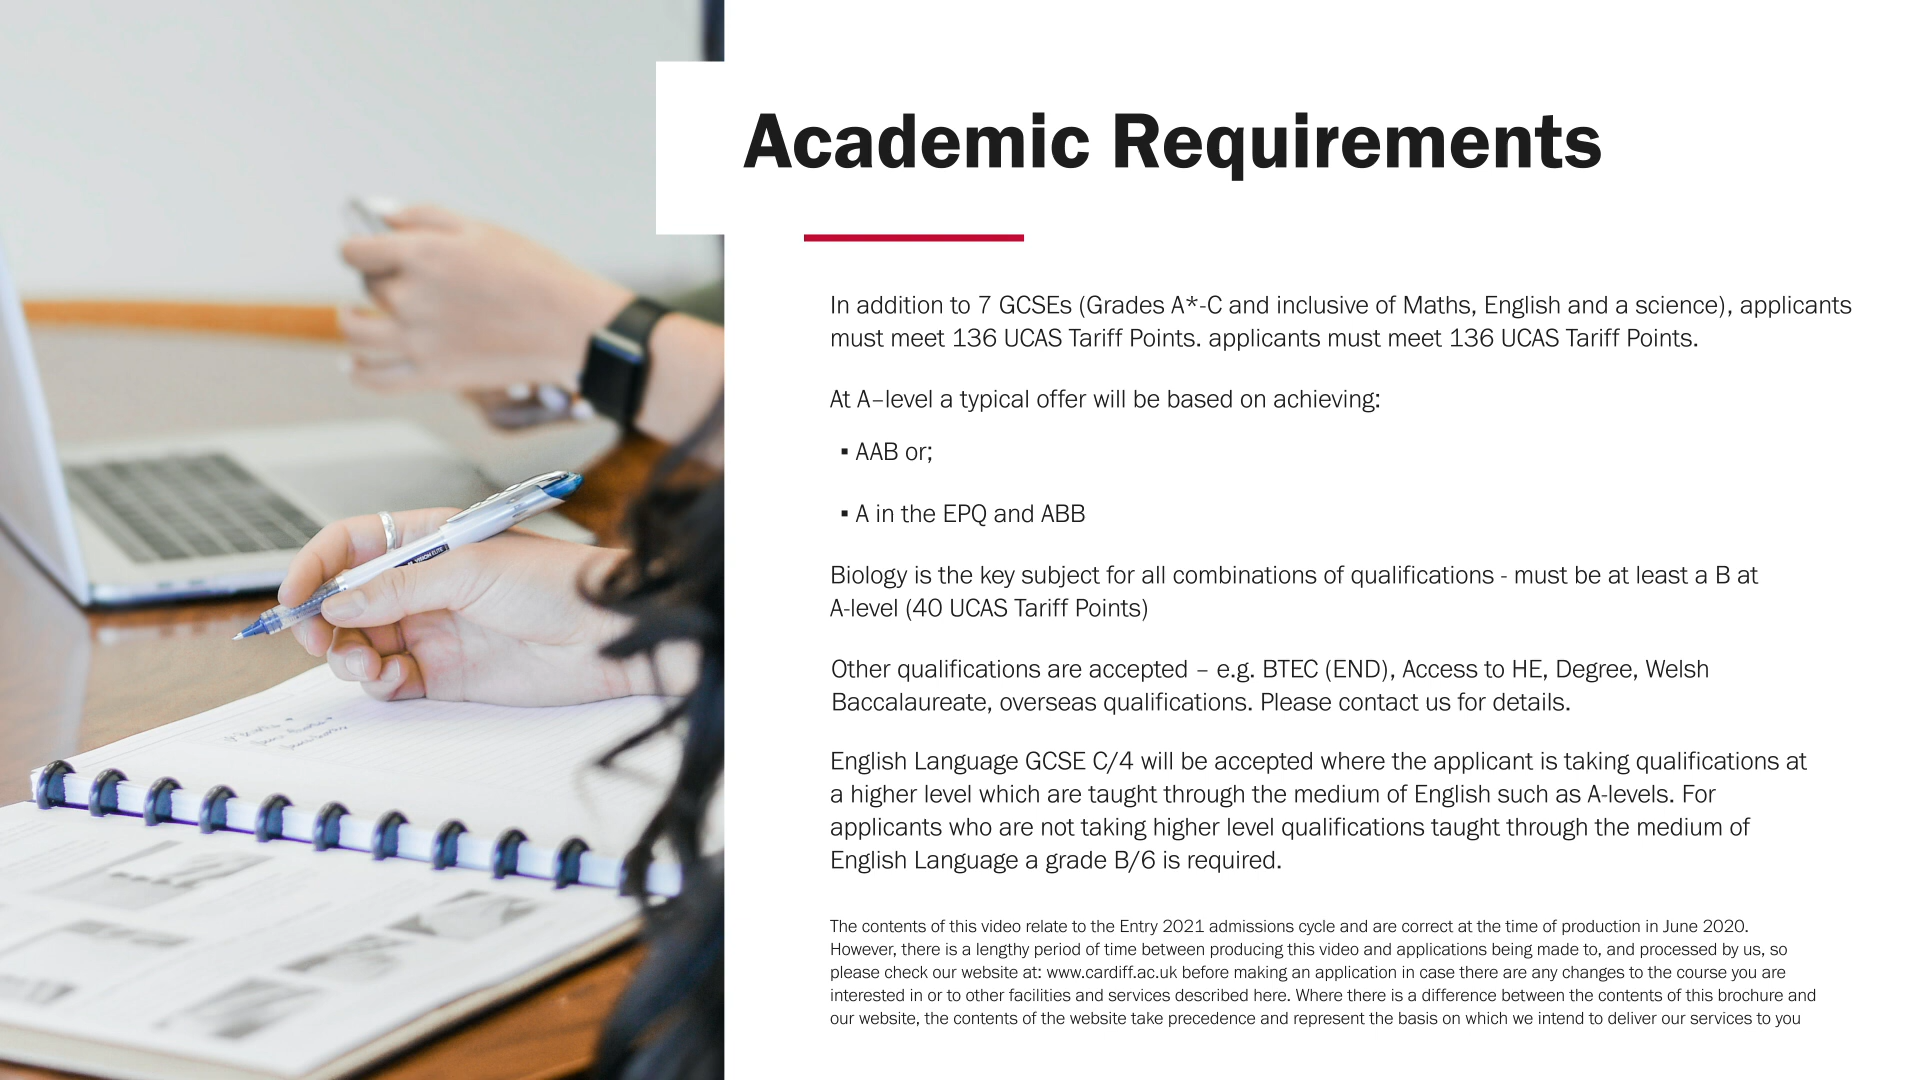 Academic Requirements
In addition to 7 GCSEs (Grades A*-C and inclusive of Maths, English and a science), applicants
must meet 136 UCAS Tariff Points. applicants must meet 136 UCAS Tariff Points.
At A–level a typical offer will be based on achieving:
▪ AAB or;
▪ A in the EPQ and ABB
Biology is the key subject for all combinations of qualifications - must be at least a B at
A-level (40 UCAS Tariff Points)
Other qualifications are accepted – e.g. BTEC (END), Access to HE, Degree, Welsh
Baccalaureate, overseas qualifications. Please contact us for details.
English Language GCSE C/4 will be accepted where the applicant is taking qualifications at
a higher level which are taught through the medium of English such as A-levels. For
applicants who are not taking higher level qualifications taught through the medium of
English Language a grade B/6 is required.
The contents of this video relate to the Entry 2021 admissions cycle and are correct at the time of production in June 2020.
However, there is a lengthy period of time between producing this video and applications being made to, and processed by us, so
please check our website at: www.cardiff.ac.uk before making an application in case there are any changes to the course you are
interested in or to other facilities and services described here. Where there is a difference between the contents of this brochure and
our website, the contents of the website take precedence and represent the basis on which we intend to deliver our services to you